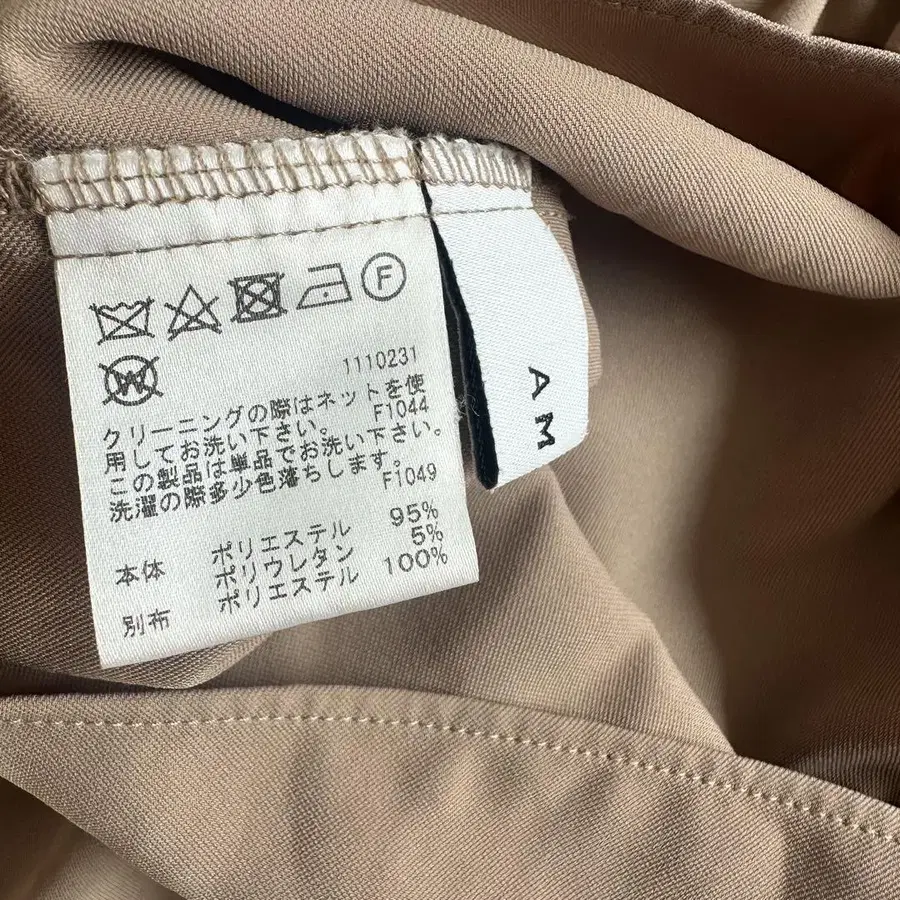 F
W
1110231
クリーニングの際はネットを使
F1044
用してお洗い下さい。
この製品は単品でお洗い下さい。
F1049
洗濯の際多少色落ちします。
本体 ポリエステル 95%
ポリウレタン 5%
別布 ポリエステル 100%
AM